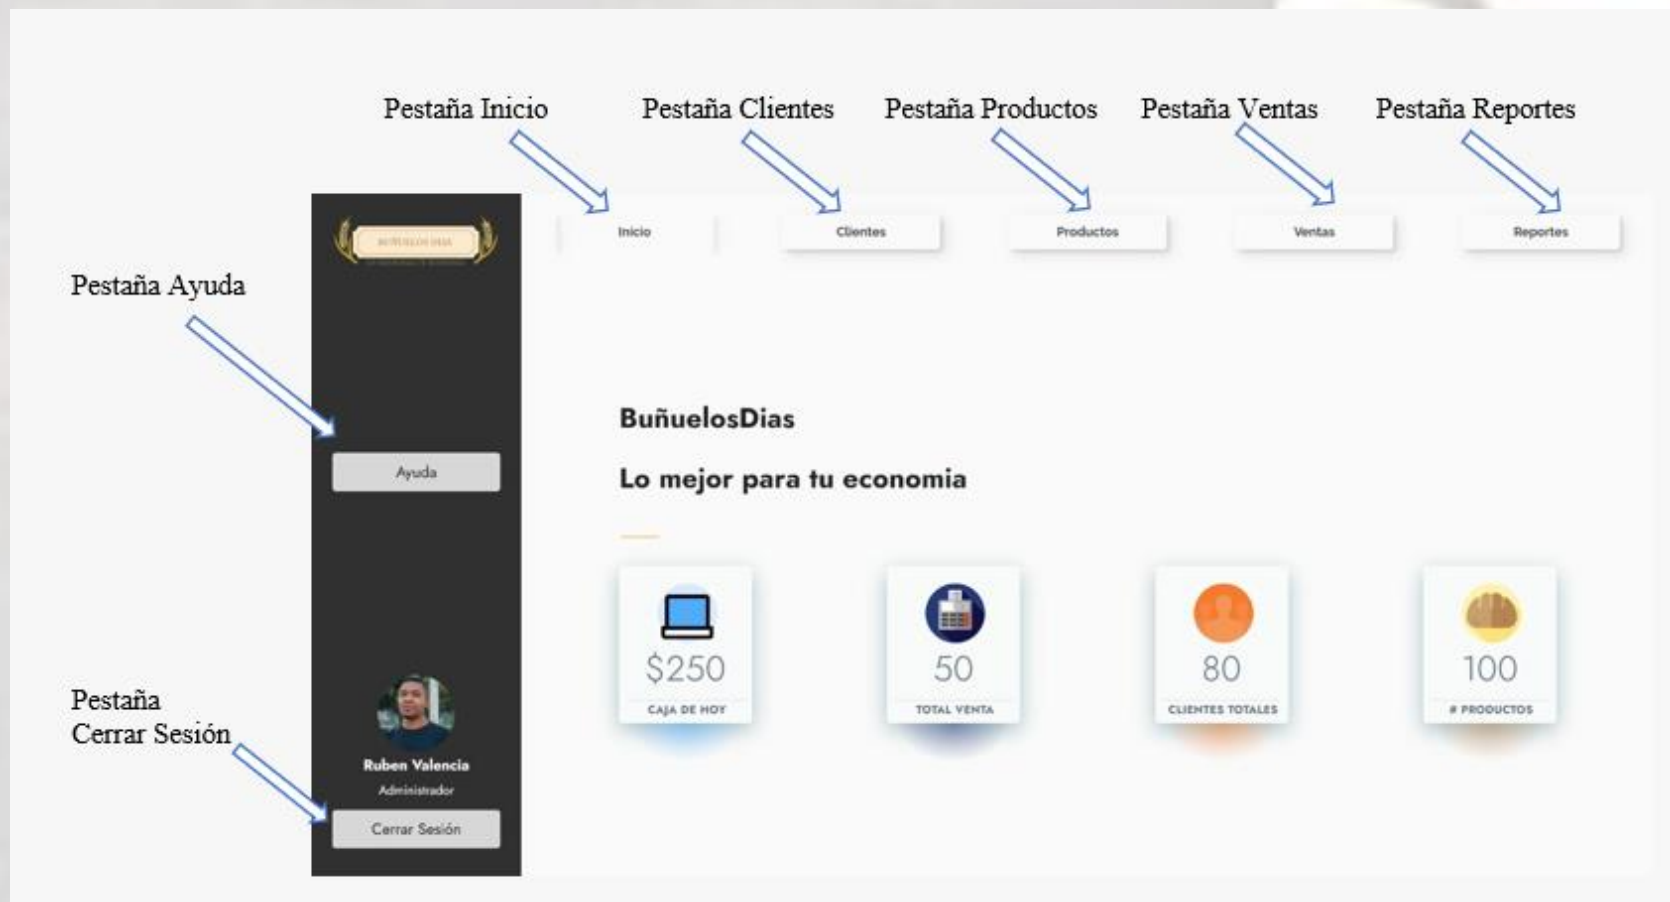 Pestaña Inicio
Pestaña Clientes
Pestaña Productos
Pestaña Ventas
Pestaña Reportes
BUÑUELOS DIAS
Inicio
Clientes
Productos
Ventas
Reportes
Pestaña Ayuda
Ayuda
BuñuelosDias
Lo mejor para tu economia
$250
CAJA DE HOY
50
TOTAL VENTA
80
CLIENTES TOTALES
100
# PRODUCTOS
Pestaña
Cerrar Sesión
Ruben Valencia
Administrador
Cerrar Sesión